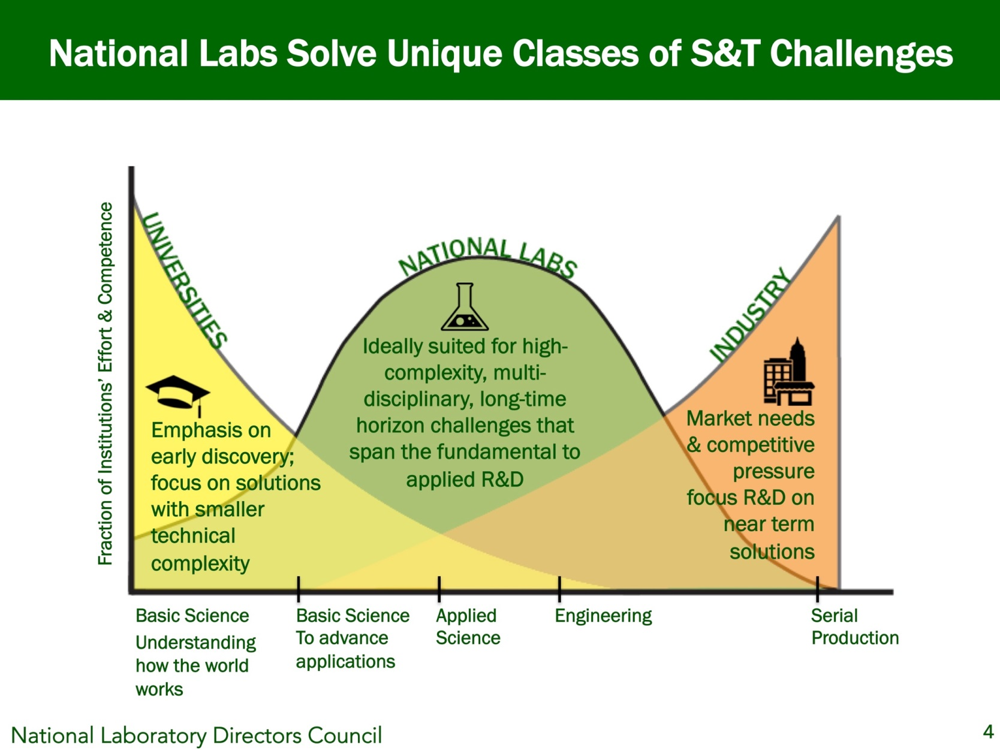 National Labs Solve Unique Classes of S&T Challenges
Fraction of Institutions' Effort & Competence
UNIVERSITIES
NATIONAL LABS
INDUSTRY
Emphasis on
early discovery;
focus on solutions
with smaller
technical
complexity
Ideally suited for high-
complexity, multi-
disciplinary, long-time
horizon challenges that
span the fundamental to
applied R&D
Market needs
& competitive
pressure
focus R&D on
near term
solutions
Basic Science
Understanding
how the world
works
Basic Science
To advance
applications
Applied
Science
Engineering
Serial
Production
National Laboratory Directors Council
4